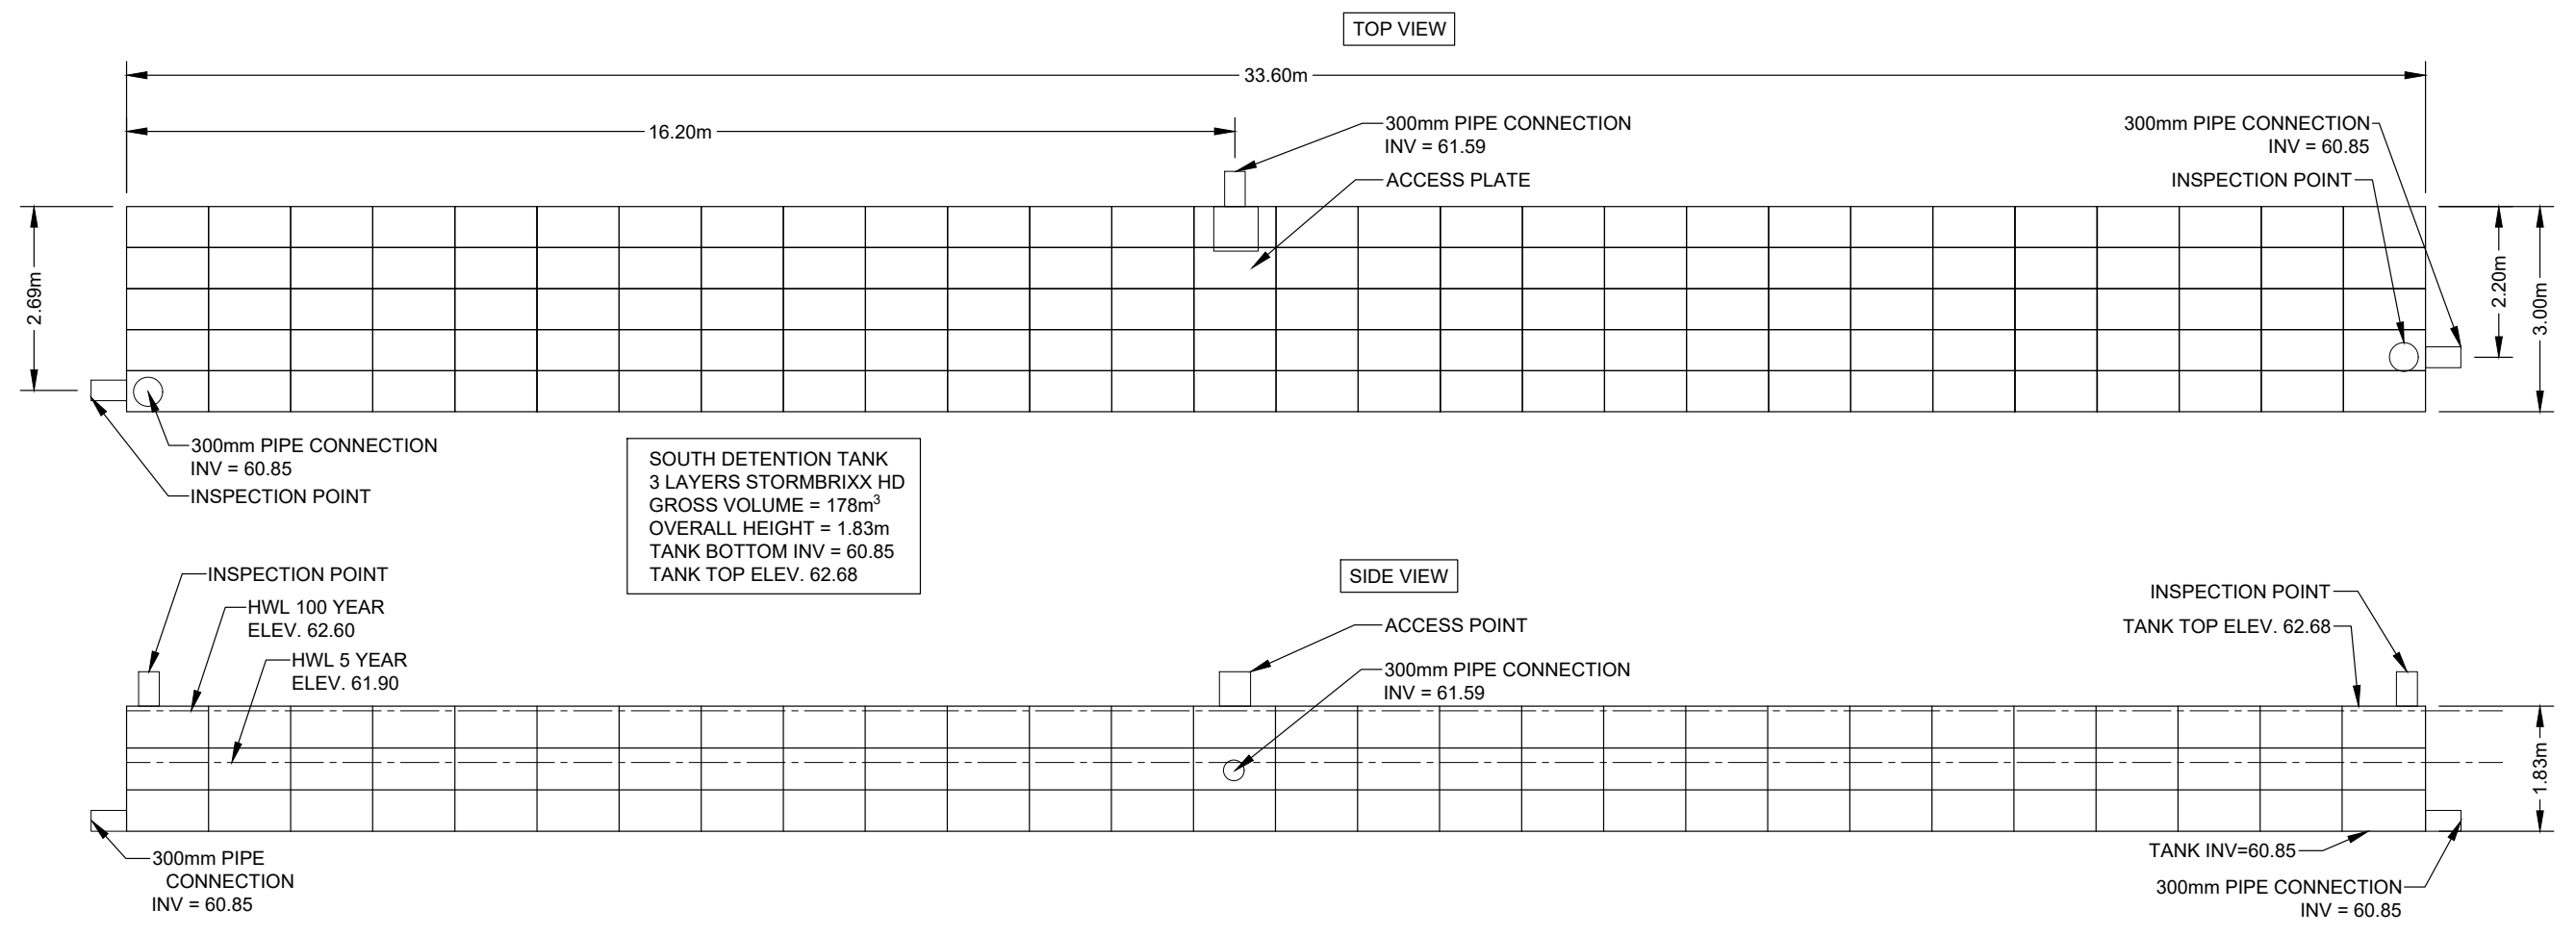 TOP VIEW
33.60m
16.20m
300mm PIPE CONNECTION
INV = 61.59
ACCESS PLATE
300mm PIPE CONNECTION
INV = 60.85
INSPECTION POINT
2.69m
2.20m
3.00m
300mm PIPE CONNECTION
INV = 60.85
INSPECTION POINT
SOUTH DETENTION TANK
3 LAYERS STORMBRIXX HD
GROSS VOLUME = 178m³
OVERALL HEIGHT = 1.83m
TANK BOTTOM INV = 60.85
TANK TOP ELEV. 62.68
SIDE VIEW
INSPECTION POINT
HWL 100 YEAR
ELEV. 62.60
HWL 5 YEAR
ELEV. 61.90
ACCESS POINT
300mm PIPE CONNECTION
INV = 61.59
INSPECTION POINT
TANK TOP ELEV. 62.68
1.83m
300mm PIPE
CONNECTION
INV = 60.85
TANK INV=60.85
300mm PIPE CONNECTION
INV = 60.85